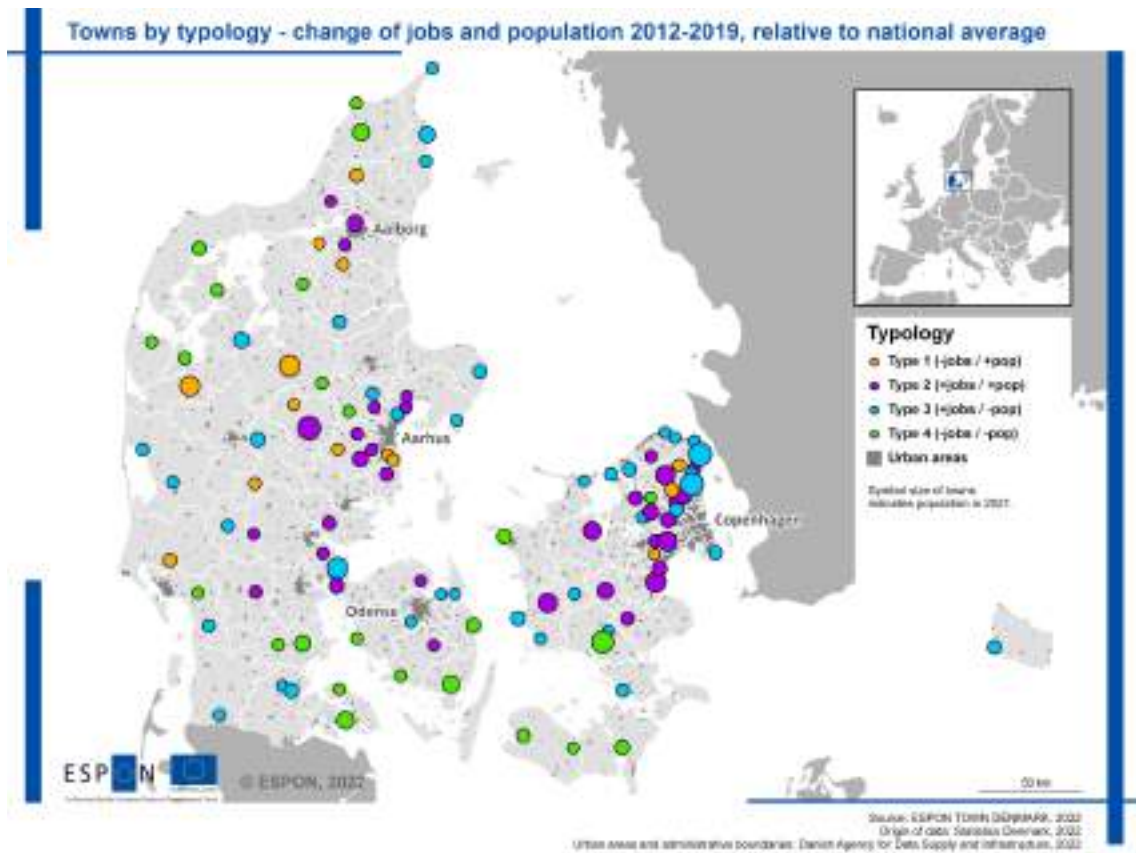 Towns by typology - change of jobs and population 2012-2019, relative to national average
Aalborg
Aarhus
Copenhagen
Odense
Typology
Type 1 (-jobs / +pop)
Type 2 (+jobs / +pop)
Type 3 (+jobs / -pop)
Type 4 (-jobs / -pop)
Urban areas
Symbol size of towns
indicates population in 2021.
ESPON
© ESPON, 2022
50 km
Source: ESPON TOWN DENMARK, 2022
Origin of data: Statistics Denmark, 2022
Urban areas and administrative boundaries: Danish Agency for Data Supply and Infrastructure, 2022